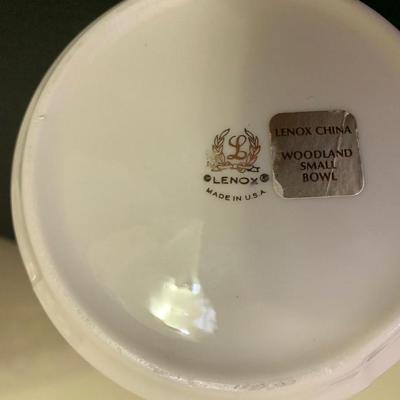 L
©LENOX®
MADE IN U.S.A.
LENOX CHINA
WOODLAND
SMALL
BOWL